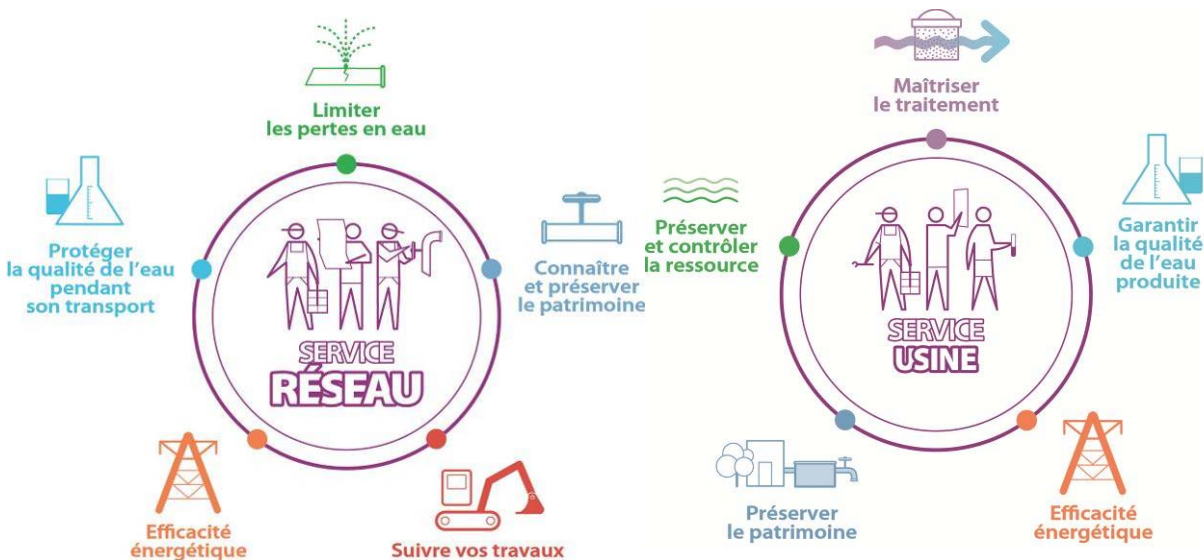 Limiter
les pertes en eau
Protéger
la qualité de l'eau
pendant
son transport
Connaître
et préserver
le patrimoine
SERVICE
RÉSEAU
Efficacité
énergétique
Suivre vos travaux
Maîtriser
le traitement
Préserver
et contrôler
la ressource
Garantir
la qualité
de l'eau
produite
SERVICE
USINE
Préserver
le patrimoine
Efficacité
énergétique